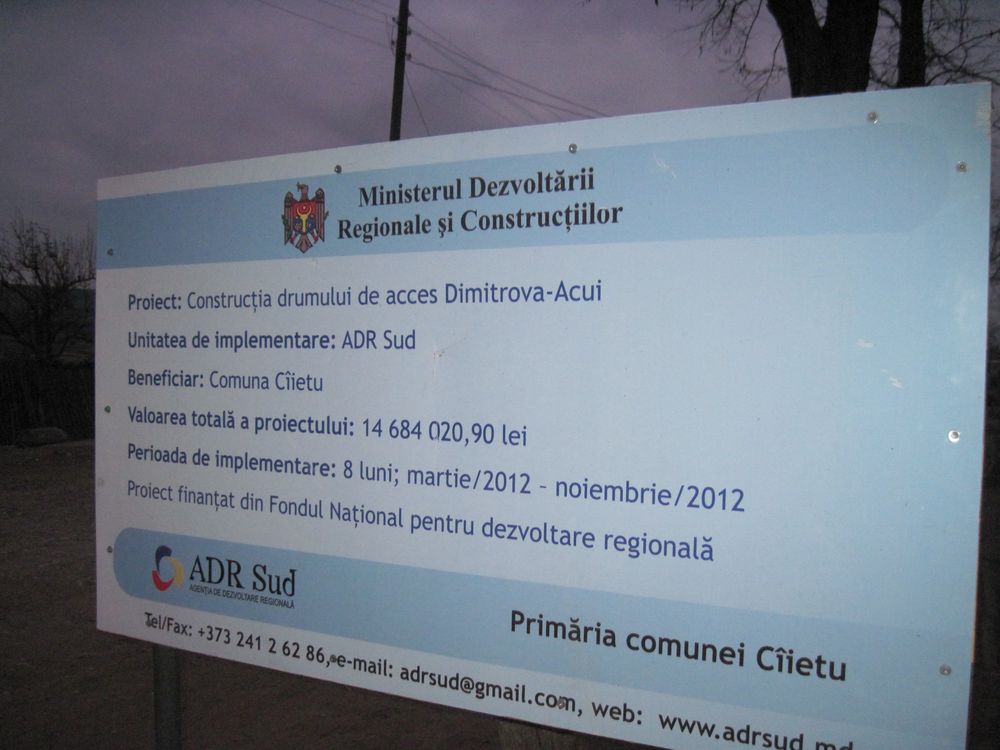 Ministerul Dezvoltării
Regionale şi Construcțiilor
Proiect: Construcția drumului de acces Dimitrova-Acui
Unitatea de implementare: ADR Sud
Beneficiar: Comuna Cîietu
Valoarea totală a proiectului: 14 684 020,90 lei
Perioada de implementare: 8 luni; martie/2012 – noiembrie/2012
Proiect finanțat din Fondul Național pentru dezvoltare regională
ADR Sud
AGENȚIA DE DEZVOLTARE REGIONALĂ
Primăria comunei Cîietu
Tel/Fax: +373 241 2 62 86, e-mail: adrsud@gmail.com, web: www.adrsud.md